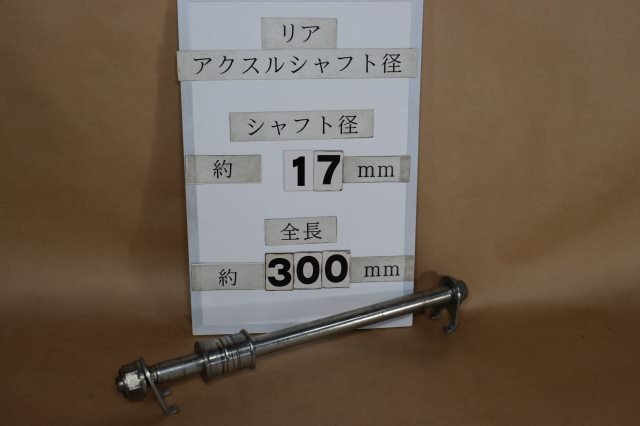 リア
アクスルシャフト径
シャフト径
約 17 mm
全長
約 300 mm